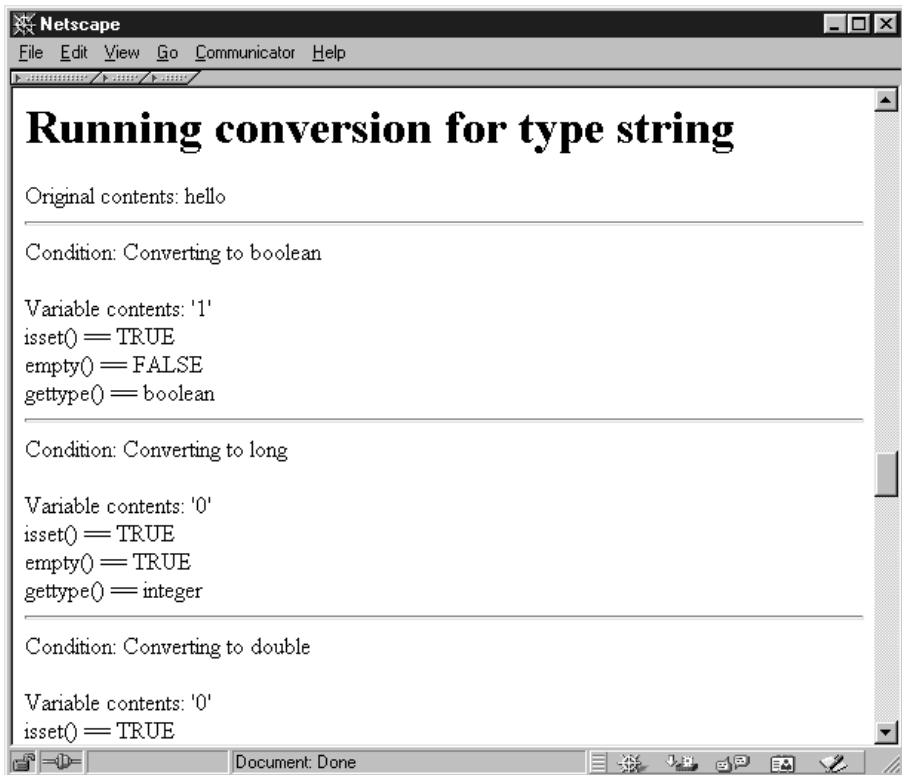 Netscape
File Edit View Go Communicator Help
Running conversion for type string
Original contents: hello
Condition: Converting to boolean
Variable contents: '1'
isset() == TRUE
empty() == FALSE
gettype() == boolean
Condition: Converting to long
Variable contents: '0'
isset() == TRUE
empty() == TRUE
gettype() == integer
Condition: Converting to double
Variable contents: '0'
isset() == TRUE
Document: Done